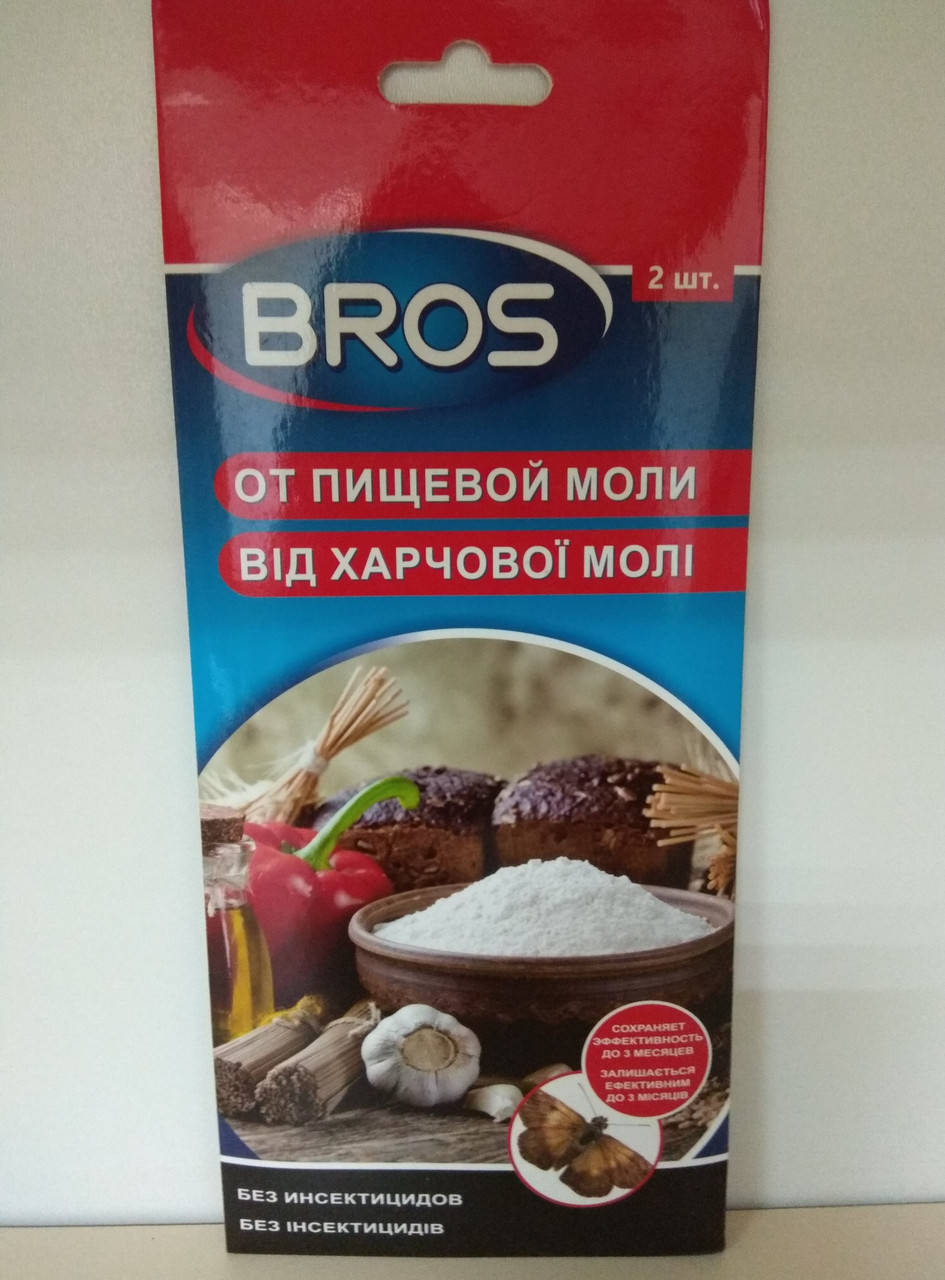 BROS
2 шт.
ОТ ПИЩЕВОЙ МОЛИ
ВІД ХАРЧОВОЇ МОЛІ
СОХРАНЯЕТ
ЭФФЕКТИВНОСТЬ
ДО 3 МЕСЯЦЕВ
ЗАЛИШАЄТЬСЯ
ЕФЕКТИВНИМ
ДО 3 МІСЯЦІВ
БЕЗ ИНСЕКТИЦИДОВ
БЕЗ ІНСЕКТИЦИДІВ